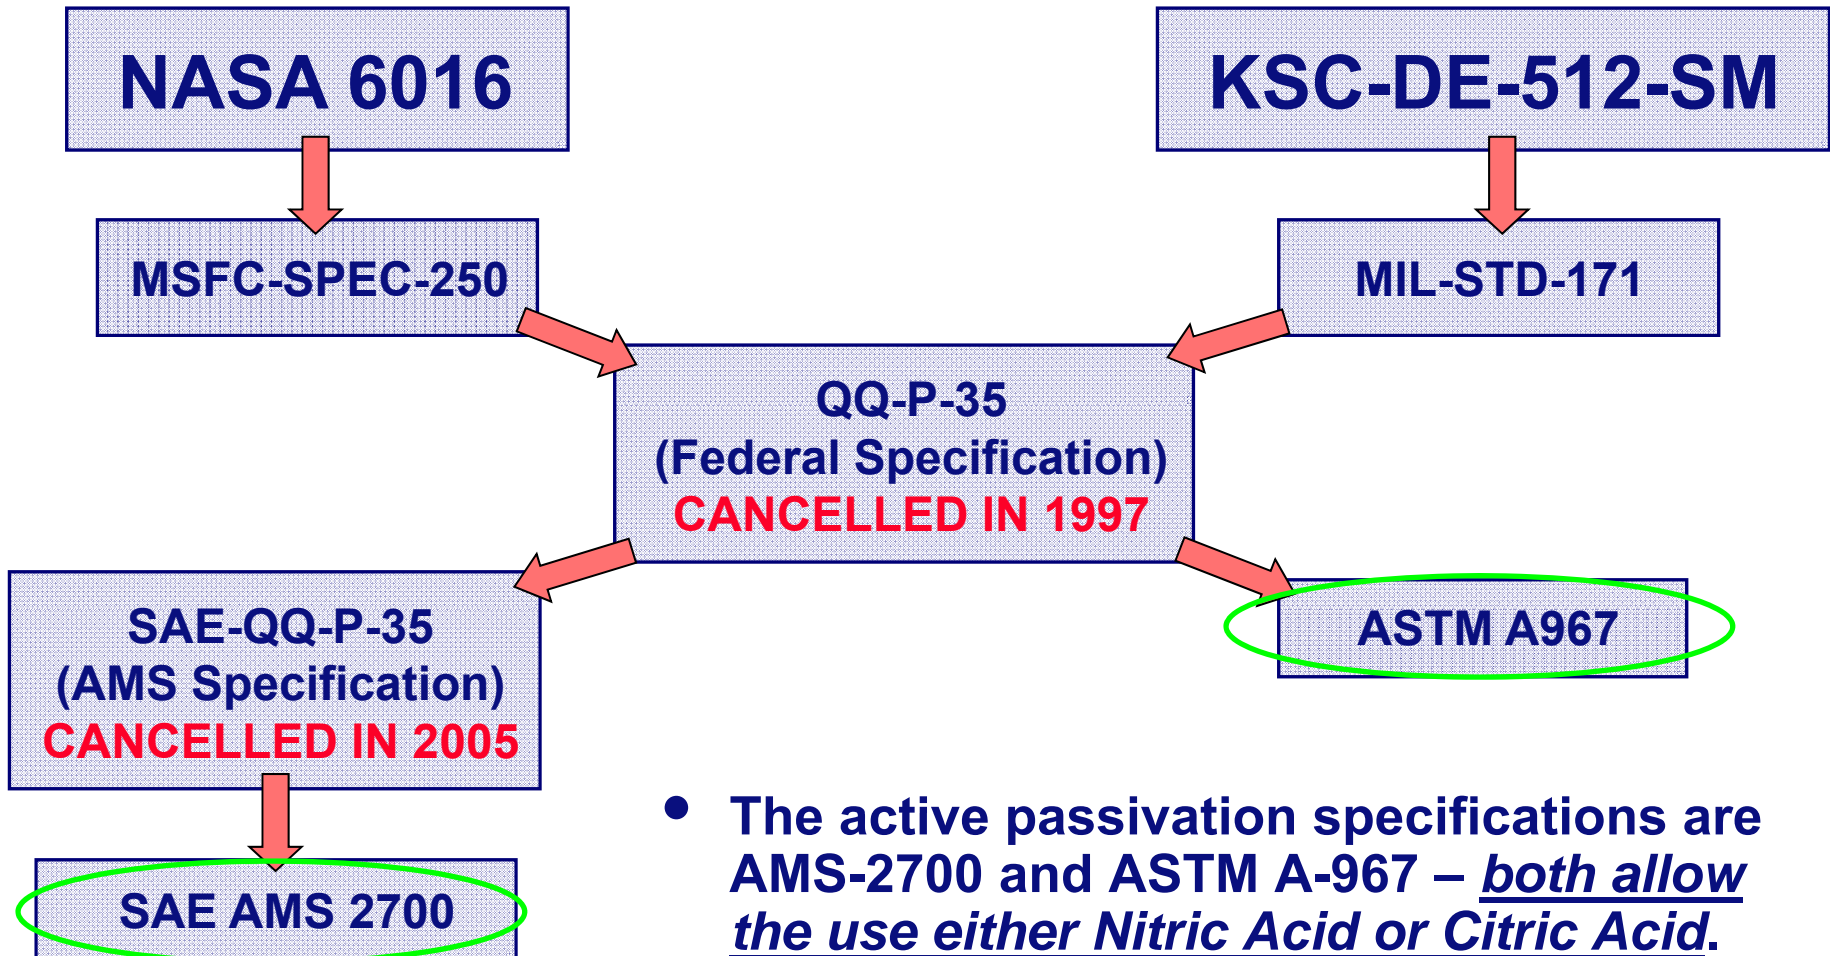 NASA 6016
KSC-DE-512-SM
MSFC-SPEC-250
MIL-STD-171
QQ-P-35
(Federal Specification)
CANCELLED IN 1997
SAE-QQ-P-35
(AMS Specification)
CANCELLED IN 2005
ASTM A967
SAE AMS 2700
• The active passivation specifications are
AMS-2700 and ASTM A-967 – both allow
the use either Nitric Acid or Citric Acid.